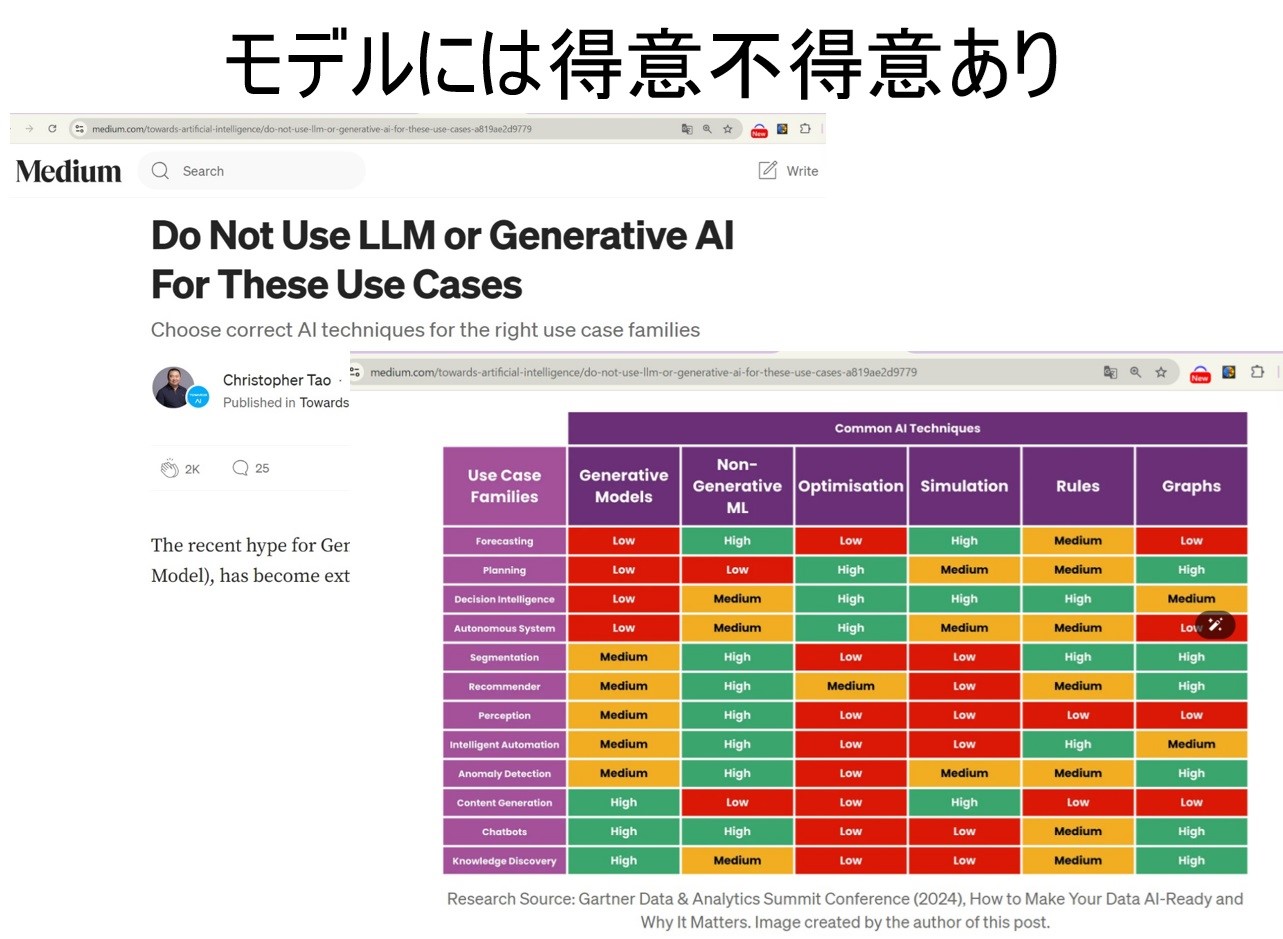 モデルには得意不得意あり
medium.com/towards-artificial-intelligence/do-not-use-llm-or-generative-ai-for-these-use-cases-a819ae2d9779
New
Medium
Search
Write
Do Not Use LLM or Generative AI
For These Use Cases
Choose correct AI techniques for the right use case families
Christopher Tao ·
Published in Towards
2K
25
The recent hype for Ger
Model), has become ext
medium.com/towards-artificial-intelligence/do-not-use-llm-or-generative-ai-for-these-use-cases-a819ae2d9779
New
Common AI Techniques
Use Case Families Generative Models Non-Generative ML Optimisation Simulation Rules Graphs
Forecasting Low High Low High Medium Low
Planning Low Low High Medium Medium High
Decision Intelligence Low Medium High High High Medium
Autonomous System Low Medium High Medium Medium Low
Segmentation Medium High Low Low High High
Recommender Medium High Medium Low Medium High
Perception Medium High Low Low Low Low
Intelligent Automation Medium High Low Low High Medium
Anomaly Detection Medium High Low Medium Medium High
Content Generation High Low Low High Low Low
Chatbots High High Low Low Medium High
Knowledge Discovery High Medium Low Low Medium High
Research Source: Gartner Data & Analytics Summit Conference (2024), How to Make Your Data AI-Ready and
Why It Matters. Image created by the author of this post.